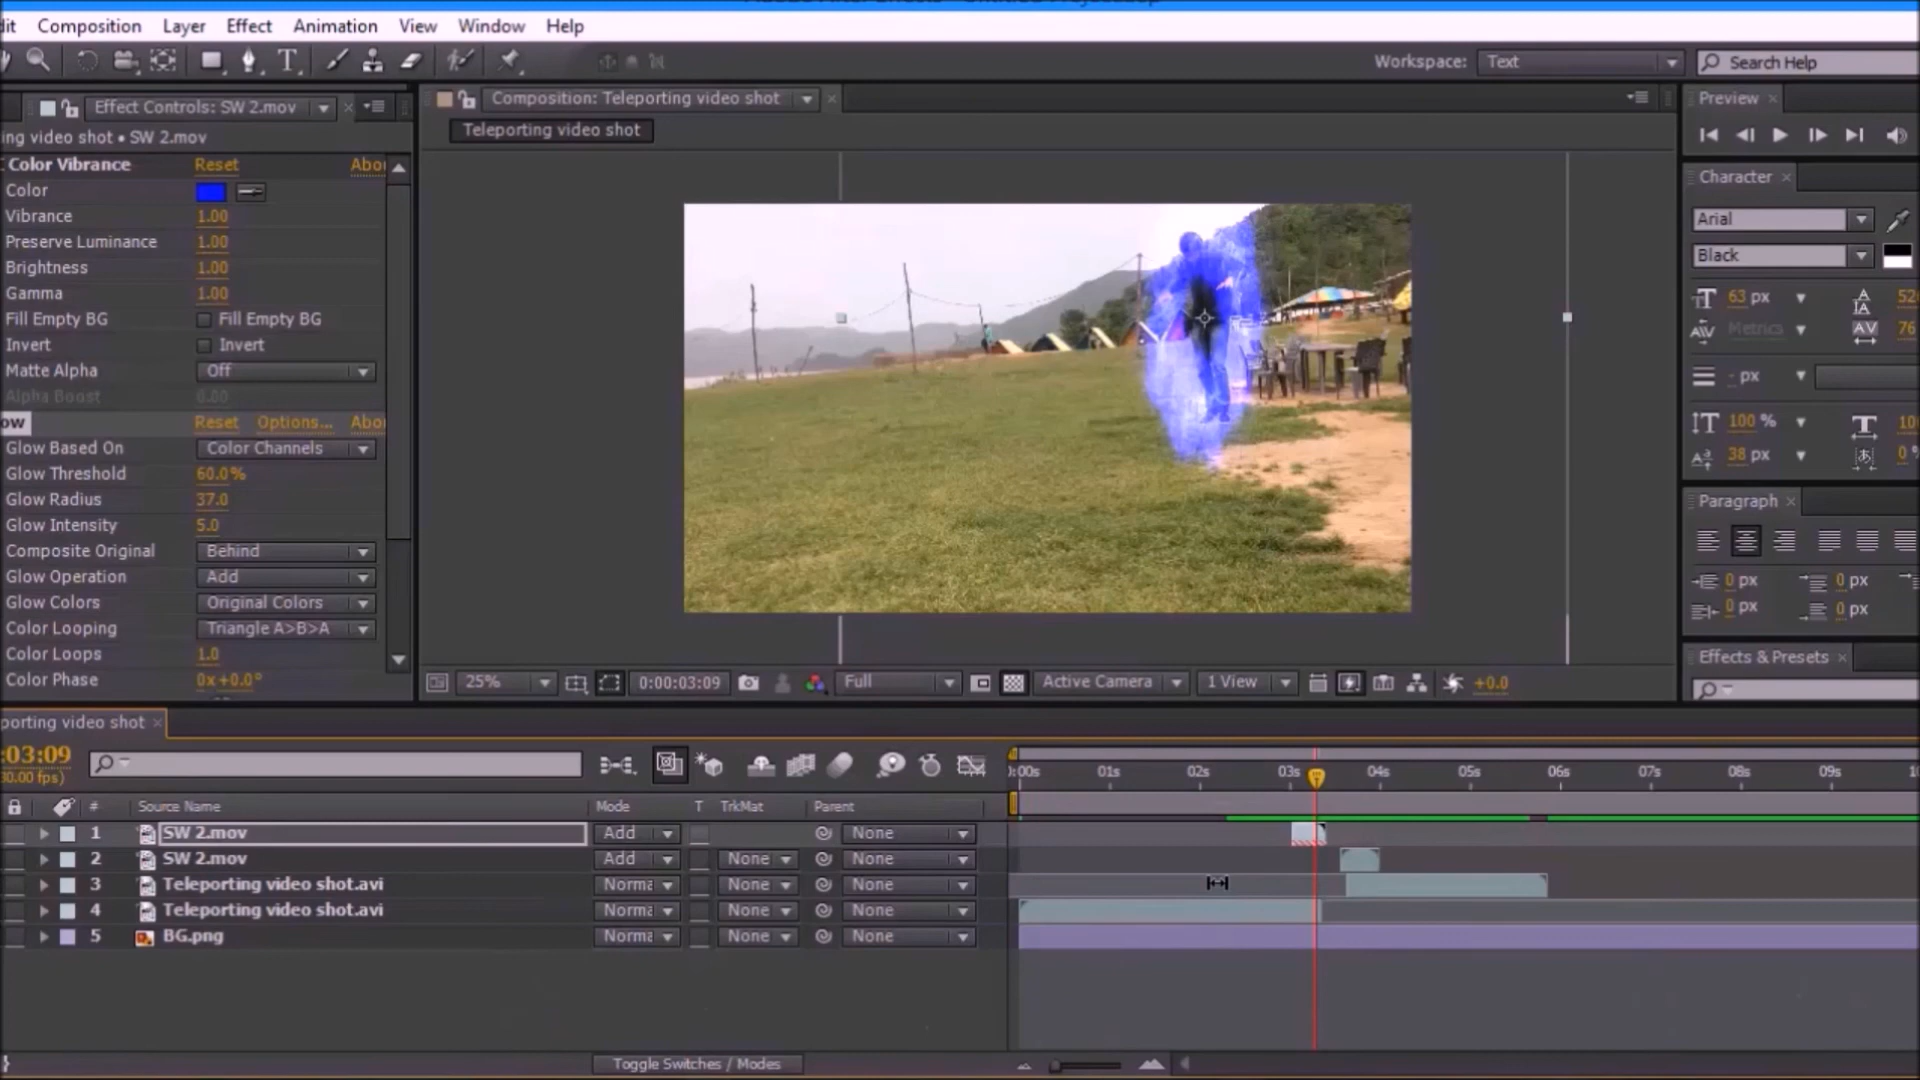 dit Composition Layer Effect Animation View Window Help
Workspace: Text Search Help
Effect Controls: SW 2.mov
ing video shot • SW 2.mov
Color Vibrance Reset Abou
Color
Vibrance 1.00
Preserve Luminance 1.00
Brightness 1.00
Gamma 1.00
Fill Empty BG Fill Empty BG
Invert Invert
Matte Alpha Off
Alpha Boost 0.00
ow Reset Options... Abou
Glow Based On Color Channels
Glow Threshold 60.0%
Glow Radius 37.0
Glow Intensity 5.0
Composite Original Behind
Glow Operation Add
Glow Colors Original Colors
Color Looping Triangle A>B>A
Color Loops 1.0
Color Phase 0x+0.0°
Composition: Teleporting video shot
Teleporting video shot
25% 0:00:03:09 Full Active Camera 1 View +0.0
Preview
Character
Arial
Black
63 px 52
Metrics 76
- px
100 % 10
38 px 0 %
Paragraph
0 px 0 px
0 px 0 px
Effects & Presets
porting video shot
:03:09
30.00 fps)
:00s 01s 02s 03s 04s 05s 06s 07s 08s 09s 10
# Source Name Mode T TrkMat Parent
1 SW 2.mov Add None
2 SW 2.mov Add None None
3 Teleporting video shot.avi Norma None None
4 Teleporting video shot.avi Norma None None
5 BG.png Norma None None
Toggle Switches / Modes